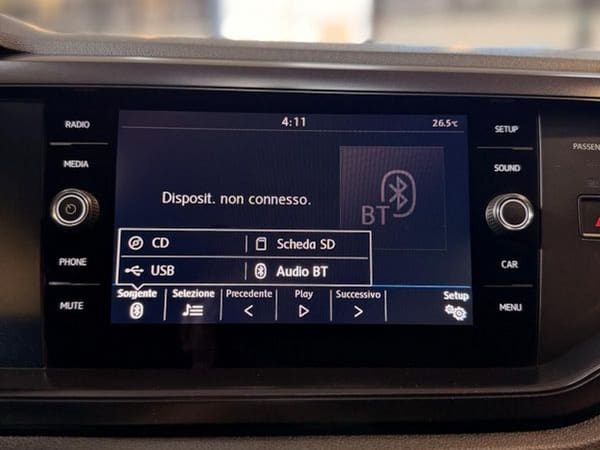 RADIO
MEDIA
PHONE
MUTE
4:11
26.5°C
Disposit. non connesso.
BT
CD
Scheda SD
USB
Audio BT
Sorgente
Selezione
Precedente
Play
Successivo
Setup
SETUP
SOUND
CAR
MENU